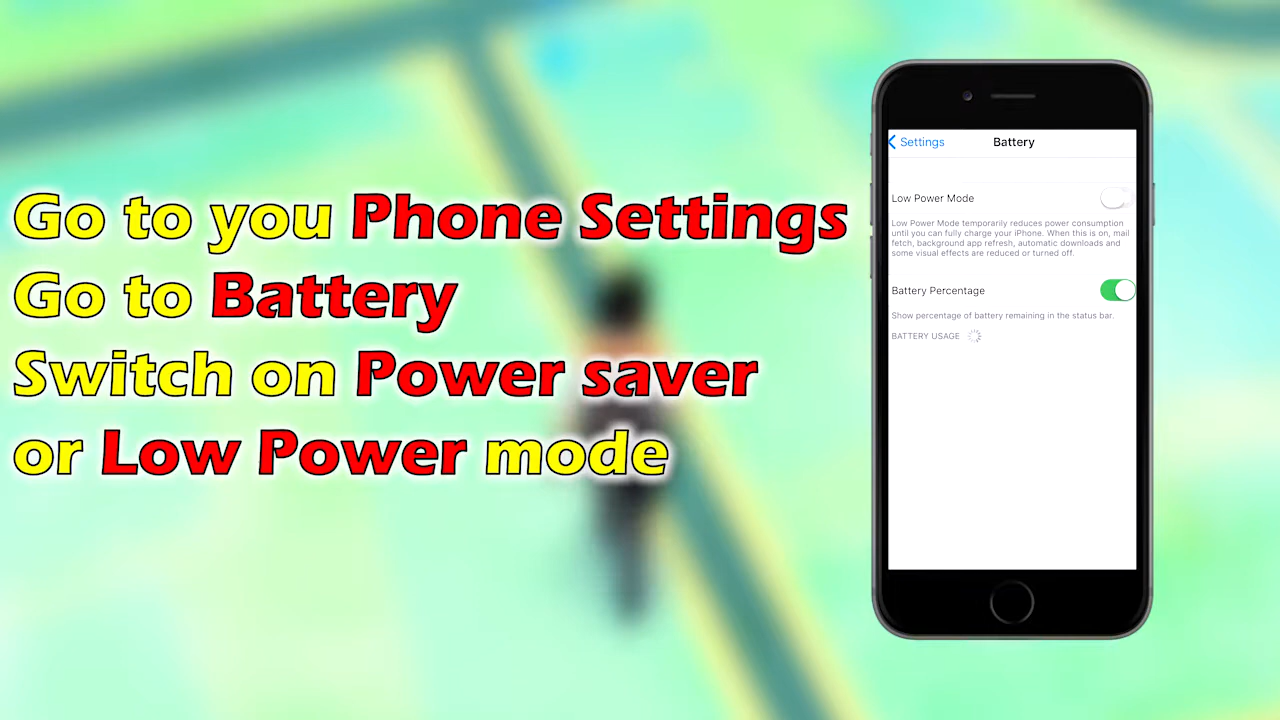 Go to you Phone Settings
Go to Battery
Switch on Power saver
or Low Power mode
Settings
Battery
Low Power Mode
Low Power Mode temporarily reduces power consumption
until you can fully charge your iPhone. When this is on, mail
fetch, background app refresh, automatic downloads and
some visual effects are reduced or turned off.
Battery Percentage
Show percentage of battery remaining in the status bar.
BATTERY USAGE